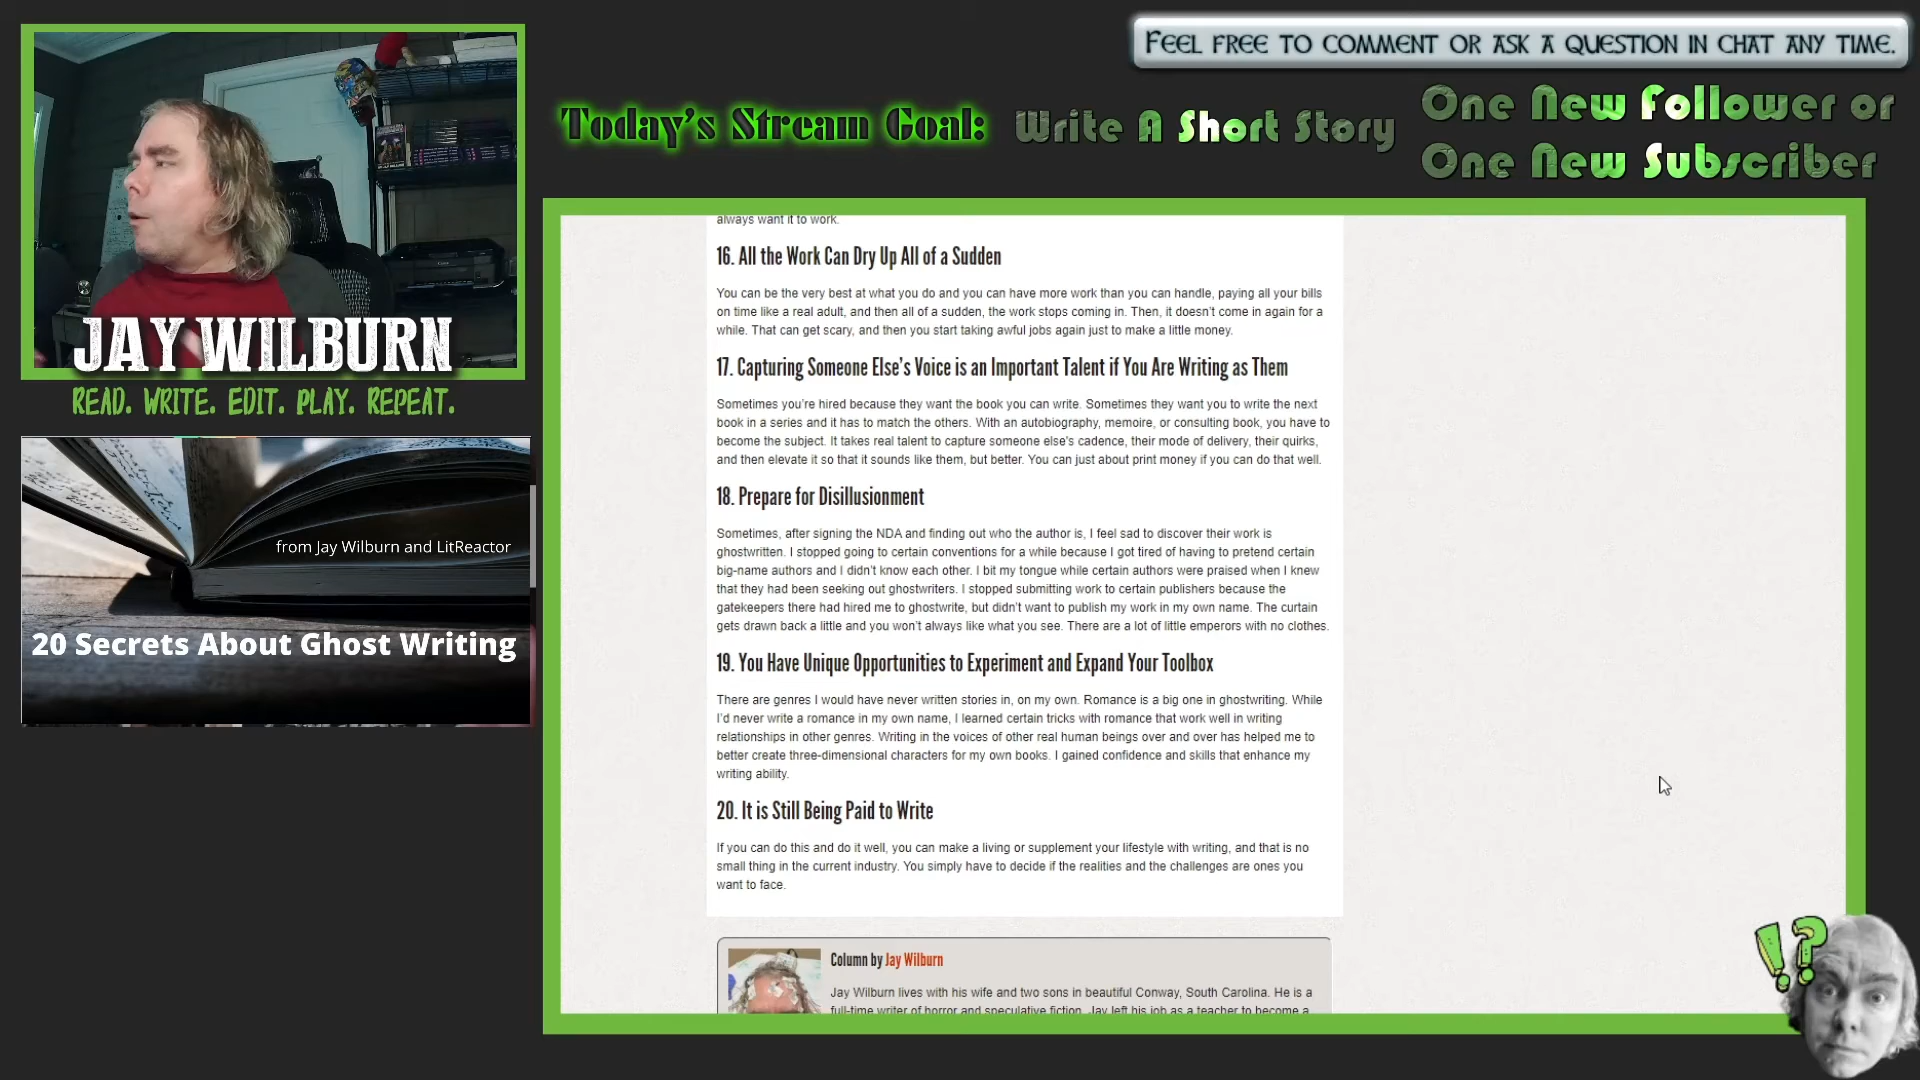 FEEL FREE TO COMMENT OR ASK A QUESTION IN CHAT ANY TIME.
Today's Stream Goal:
Write A Short Story
One New Follower or
One New Subscriber
JAY WILBURN
READ. WRITE. EDIT. PLAY. REPEAT.
from Jay Wilburn and LitReactor
20 Secrets About Ghost Writing
always want it to work.
16. All the Work Can Dry Up All of a Sudden
You can be the very best at what you do and you can have more work than you can handle, paying all your bills
on time like a real adult, and then all of a sudden, the work stops coming in. Then, it doesn't come in again for a
while. That can get scary, and then you start taking awful jobs again just to make a little money.
17. Capturing Someone Else's Voice is an Important Talent if You Are Writing as Them
Sometimes you're hired because they want the book you can write. Sometimes they want you to write the next
book in a series and it has to match the others. With an autobiography, memoire, or consulting book, you have to
become the subject. It takes real talent to capture someone else's cadence, their mode of delivery, their quirks,
and then elevate it so that it sounds like them, but better. You can just about print money if you can do that well.
18. Prepare for Disillusionment
Sometimes, after signing the NDA and finding out who the author is, I feel sad to discover their work is
ghostwritten. I stopped going to certain conventions for a while because I got tired of having to pretend certain
big-name authors and I didn't know each other. I bit my tongue while certain authors were praised when I knew
that they had been seeking out ghostwriters. I stopped submitting work to certain publishers because the
gatekeepers there had hired me to ghostwrite, but didn't want to publish my work in my own name. The curtain
gets drawn back a little and you won't always like what you see. There are a lot of little emperors with no clothes.
19. You Have Unique Opportunities to Experiment and Expand Your Toolbox
There are genres I would have never written stories in, on my own. Romance is a big one in ghostwriting. While
I'd never write a romance in my own name, I learned certain tricks with romance that work well in writing
relationships in other genres. Writing in the voices of other real human beings over and over has helped me to
better create three-dimensional characters for my own books. I gained confidence and skills that enhance my
writing ability.
20. It is Still Being Paid to Write
If you can do this and do it well, you can make a living or supplement your lifestyle with writing, and that is no
small thing in the current industry. You simply have to decide if the realities and the challenges are ones you
want to face.
Column by Jay Wilburn
Jay Wilburn lives with his wife and two sons in beautiful Conway, South Carolina. He is a
full-time writer of horror and speculative fiction. Jay left his job as a teacher to become a
!?